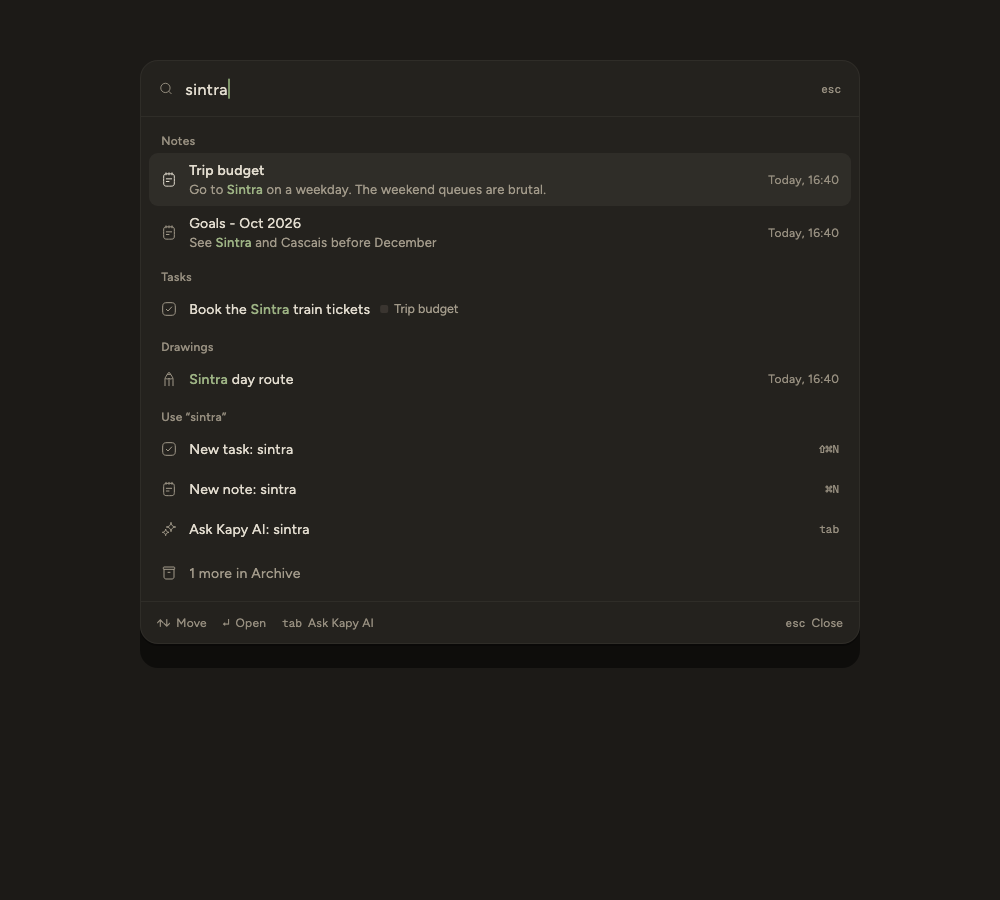 sintra esc
Notes
Trip budget
Go to Sintra on a weekday. The weekend queues are brutal. Today, 16:40
Goals - Oct 2026
See Sintra and Cascais before December Today, 16:40
Tasks
Book the Sintra train tickets Trip budget
Drawings
Sintra day route Today, 16:40
Use “sintra”
New task: sintra ⇧⌘N
New note: sintra ⌘N
Ask Kapy AI: sintra tab
1 more in Archive
↑↓ Move ↵ Open tab Ask Kapy AI esc Close